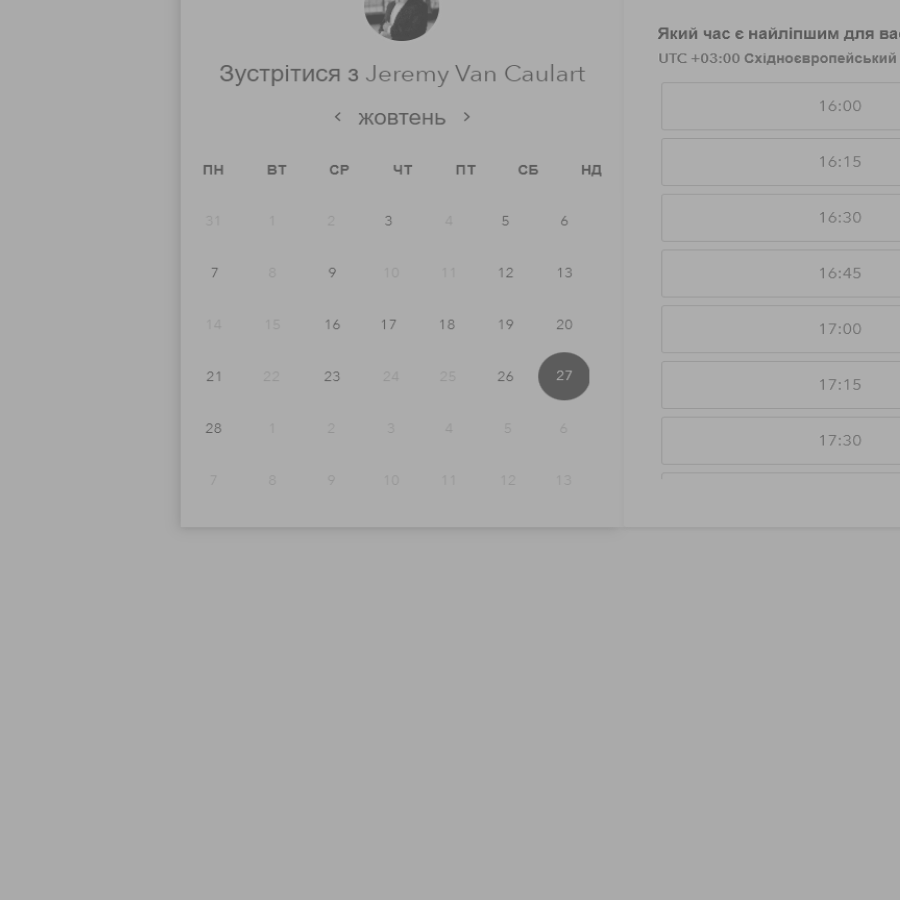 Зустрітися з Jeremy Van Caulart
‹ жовтень ›
ПН ВТ СР ЧТ ПТ СБ НД
31 1 2 3 4 5 6
7 8 9 10 11 12 13
14 15 16 17 18 19 20
21 22 23 24 25 26 27
28 1 2 3 4 5 6
7 8 9 10 11 12 13
Який час є найліпшим для
UTC +03:00 Східноєвропейський
16:00
16:15
16:30
16:45
17:00
17:15
17:30